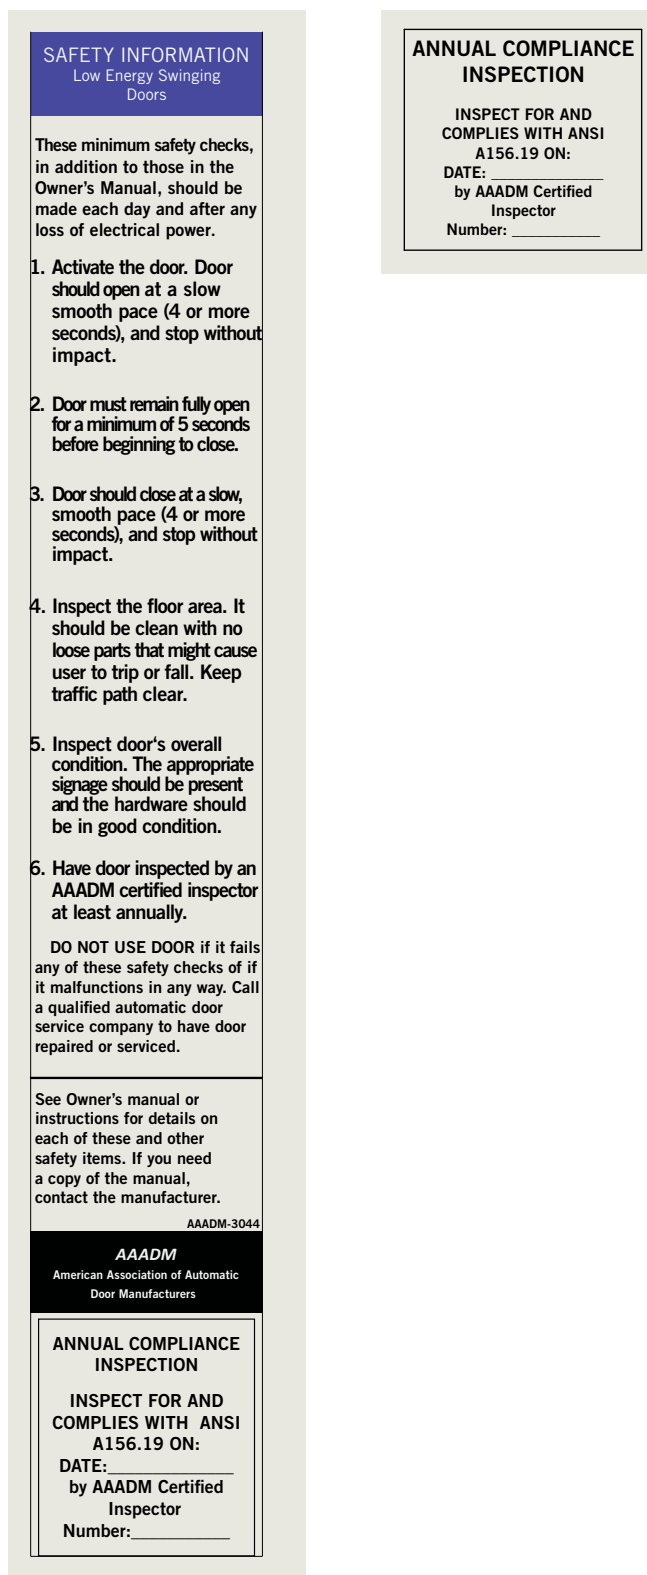 SAFETY INFORMATION
Low Energy Swinging
Doors
These minimum safety checks,
in addition to those in the
Owner's Manual, should be
made each day and after any
loss of electrical power.
1. Activate the door. Door
should open at a slow
smooth pace (4 or more
seconds), and stop without
impact.
2. Door must remain fully open
for a minimum of 5 seconds
before beginning to close.
3. Door should close at a slow,
smooth pace (4 or more
seconds), and stop without
impact.
4. Inspect the floor area. It
should be clean with no
loose parts that might cause
user to trip or fall. Keep
traffic path clear.
5. Inspect door‘s overall
condition. The appropriate
signage should be present
and the hardware should
be in good condition.
6. Have door inspected by an
AAADM certified inspector
at least annually.
DO NOT USE DOOR if it fails
any of these safety checks of if
it malfunctions in any way. Call
a qualified automatic door
service company to have door
repaired or serviced.
See Owner's manual or
instructions for details on
each of these and other
safety items. If you need
a copy of the manual,
contact the manufacturer.
AAADM-3044
AAADM
American Association of Automatic
Door Manufacturers
ANNUAL COMPLIANCE
INSPECTION
INSPECT FOR AND
COMPLIES WITH ANSI
A156.19 ON:
DATE:______________
by AAADM Certified
Inspector
Number:___________
ANNUAL COMPLIANCE
INSPECTION
INSPECT FOR AND
COMPLIES WITH ANSI
A156.19 ON:
DATE: ______________
by AAADM Certified
Inspector
Number: ___________